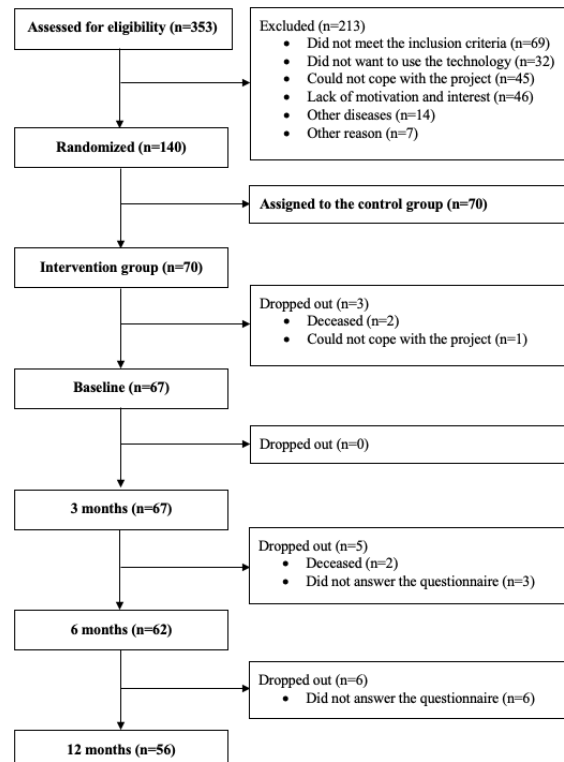 Assessed for eligibility (n=353)
Excluded (n=213)
• Did not meet the inclusion criteria (n=69)
• Did not want to use the technology (n=32)
• Could not cope with the project (n=45)
• Lack of motivation and interest (n=46)
• Other diseases (n=14)
• Other reason (n=7)
Randomized (n=140)
Assigned to the control group (n=70)
Intervention group (n=70)
Dropped out (n=3)
• Deceased (n=2)
• Could not cope with the project (n=1)
Baseline (n=67)
Dropped out (n=0)
3 months (n=67)
Dropped out (n=5)
• Deceased (n=2)
• Did not answer the questionnaire (n=3)
6 months (n=62)
Dropped out (n=6)
• Did not answer the questionnaire (n=6)
12 months (n=56)